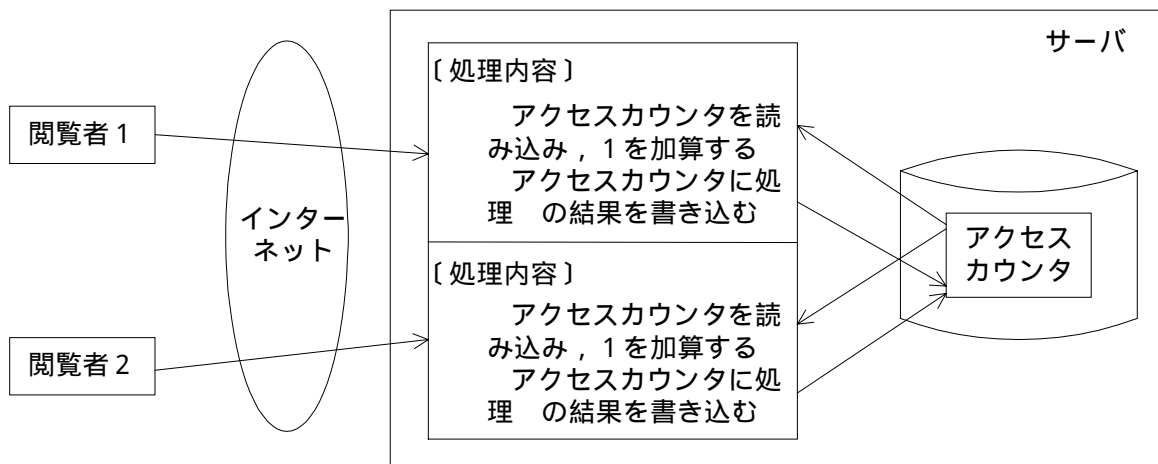 サーバ
閲覧者1
インター
ネット
〔処理内容〕
アクセスカウンタを読
み込み，1を加算する
アクセスカウンタに処
理　の結果を書き込む
アクセス
カウンタ
閲覧者2
〔処理内容〕
アクセスカウンタを読
み込み，1を加算する
アクセスカウンタに処
理　の結果を書き込む